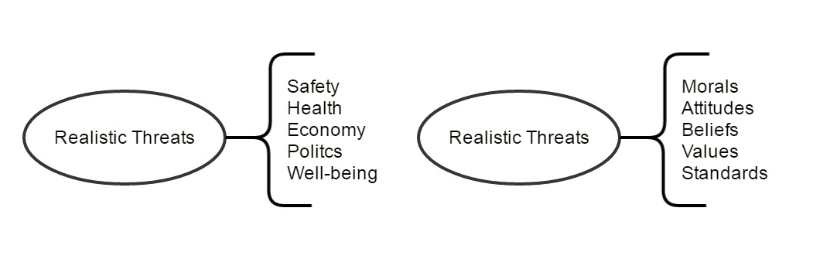 Realistic Threats
Safety
Health
Economy
Politcs
Well-being
Realistic Threats
Morals
Attitudes
Beliefs
Values
Standards